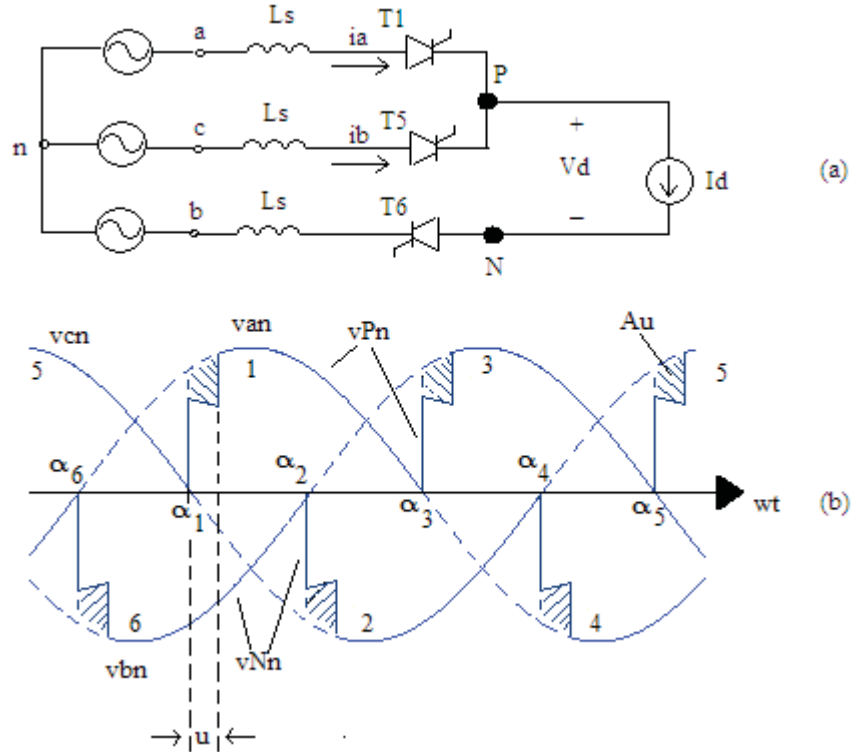 Ls
T1
a
ia
P
Ls
T5
+
n
c
ib
Vd
Id
(a)
Ls
T6
b
−
N
vcn
van
vPn
Au
5
1
3
5
α6
α2
α4
α1
α3
α5
wt
(b)
6
2
4
vbn
vNn
u